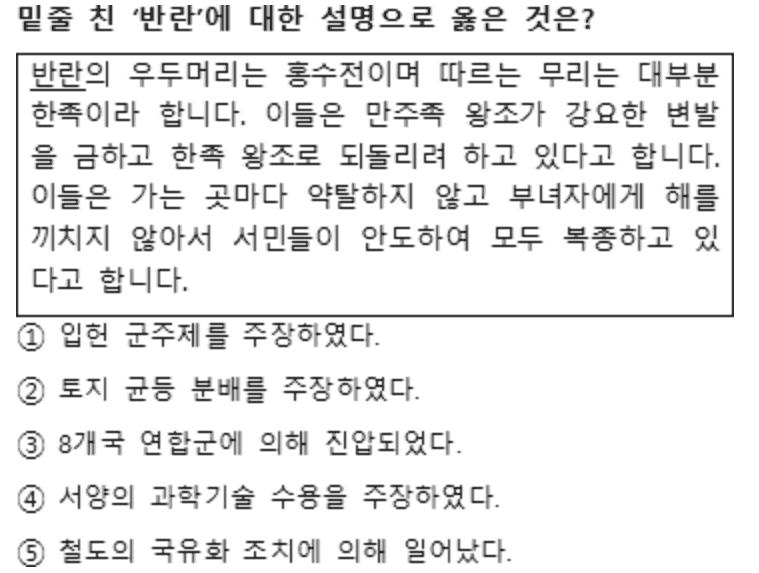 밑줄 친 ‘반란’에 대한 설명으로 옳은 것은?
반란의 우두머리는 홍수전이며 따르는 무리는 대부분
한족이라 합니다. 이들은 만주족 왕조가 강요한 변발
을 금하고 한족 왕조로 되돌리려 하고 있다고 합니다.
이들은 가는 곳마다 약탈하지 않고 부녀자에게 해를
끼치지 않아서 서민들이 안도하여 모두 복종하고 있
다고 합니다.
① 입헌 군주제를 주장하였다.
② 토지 균등 분배를 주장하였다.
③ 8개국 연합군에 의해 진압되었다.
④ 서양의 과학기술 수용을 주장하였다.
⑤ 철도의 국유화 조치에 의해 일어났다.